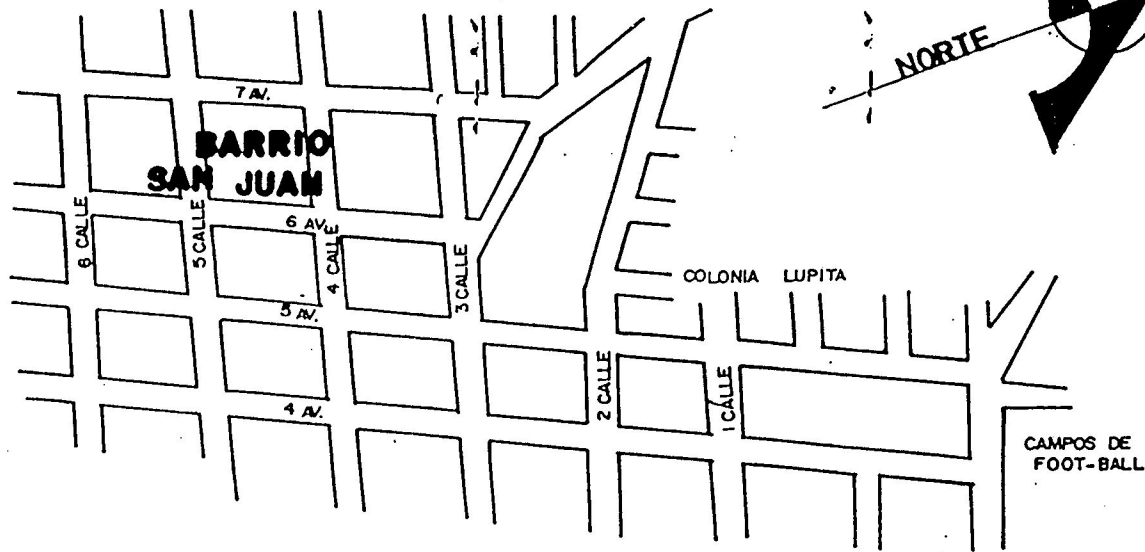 NORTE
7 AV.
BARRIO
SAN JUAM
6 AV.
6 CALLE
5 CALLE
4 CALLE
3 CALLE
COLONIA LUPITA
5 AV.
2 CALLE
1 CALLE
4 AV.
CAMPOS DE
FOOT-BALL